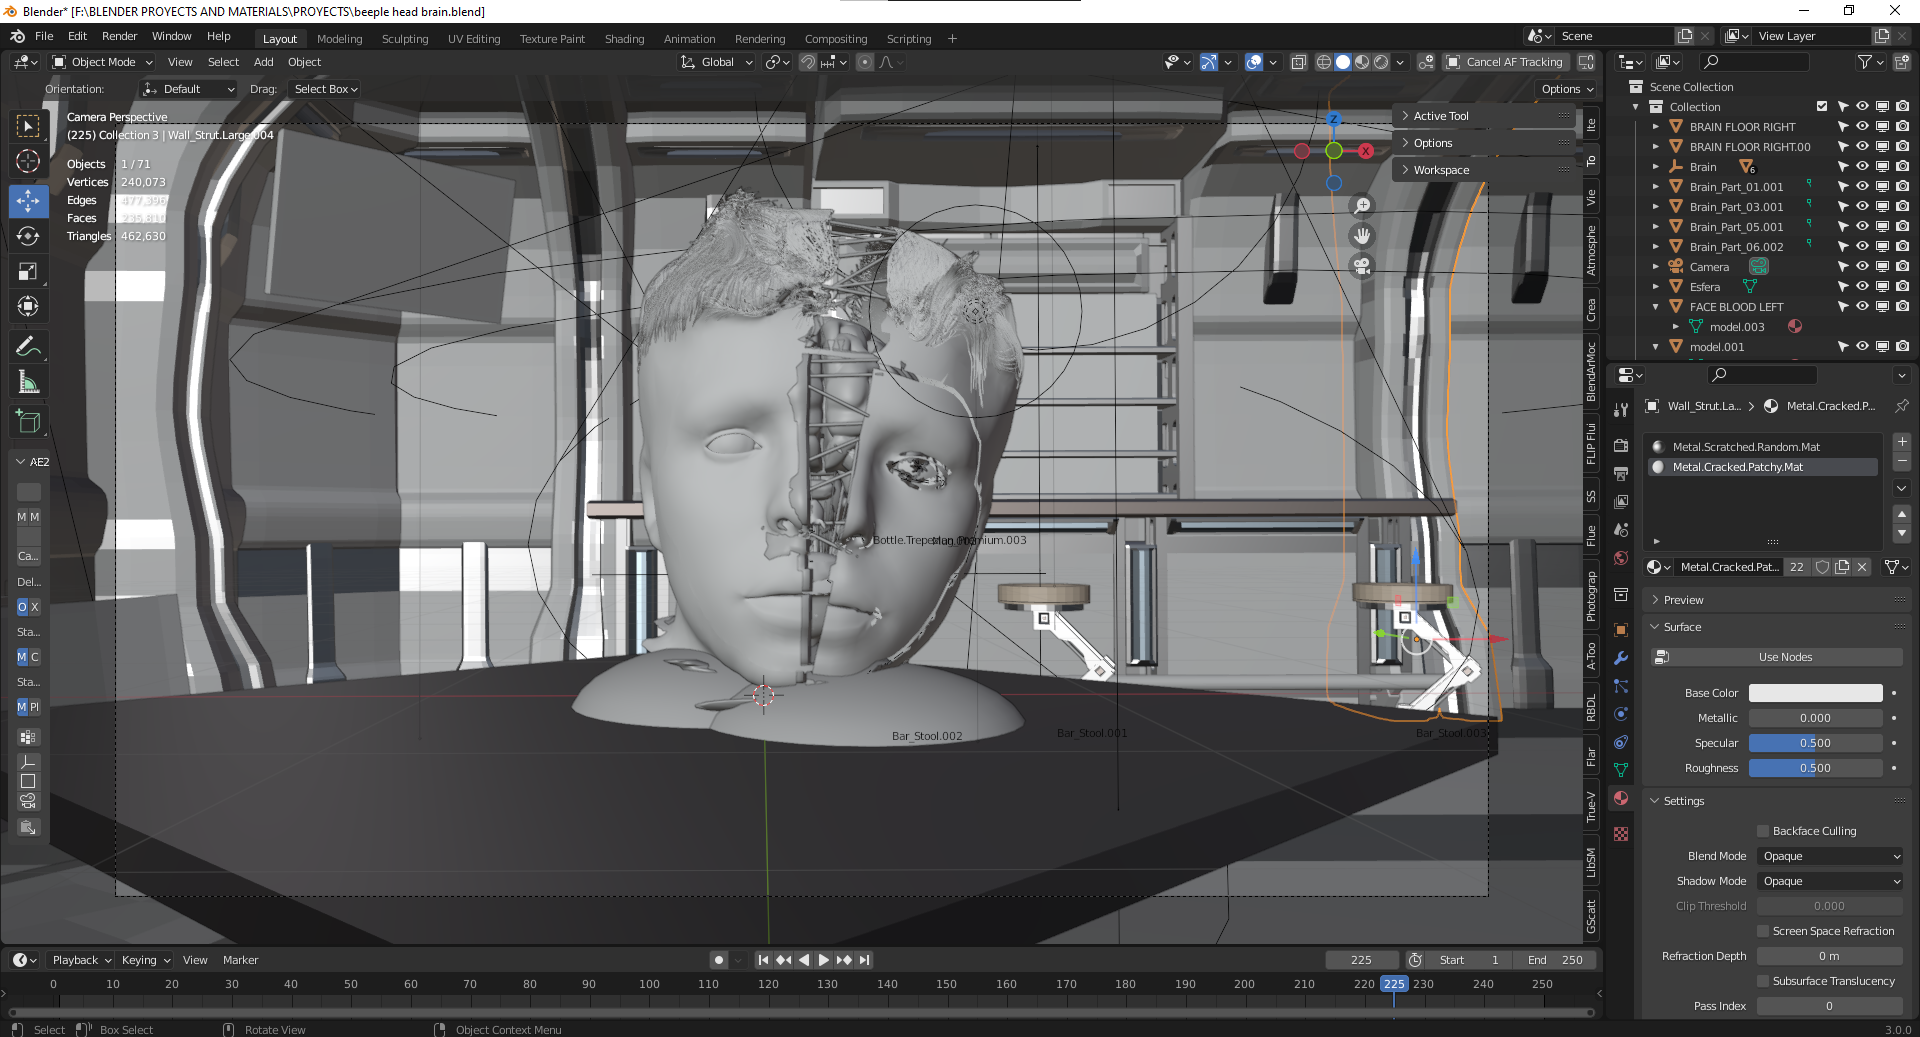 Blender* [F:\BLENDER PROYECTS AND MATERIALS\PROYECTS\beeple head brain.blend]
File Edit Render Window Help
Layout Modeling Sculpting UV Editing Texture Paint Shading Animation Rendering Compositing Scripting +
Scene
View Layer
Object Mode View Select Add Object
Global
Cancel AF Tracking
Orientation: Default Drag: Select Box
Options
Camera Perspective
(225) Collection 3 | Wall_Strut.Large.004
Objects 1 / 71
Vertices 240,073
Edges
Faces
Triangles 462,630
Active Tool
Options
Workspace
Z
X
Ite
To
Vie
Atmosphe
Crea
BlendArMoc
FLIP Flui
SS
Flue
Photograp
A-Too
RBDL
Flar
True-V
LibSM
GScatt
AE2
M M
Ca...
Del...
O X
Sta...
M C
Sta...
M Pl
Bar_Stool.002
Bar_Stool.001
Bar_Stool.003
Scene Collection
Collection
BRAIN FLOOR RIGHT
BRAIN FLOOR RIGHT.00
Brain 6
Brain_Part_01.001
Brain_Part_03.001
Brain_Part_05.001
Brain_Part_06.002
Camera
Esfera
FACE BLOOD LEFT
model.003
model.001
Wall_Strut.La... Metal.Cracked.P...
Metal.Scratched.Random.Mat
Metal.Cracked.Patchy.Mat
Metal.Cracked.Pat... 22
Preview
Surface
Use Nodes
Base Color
Metallic 0.000
Specular 0.500
Roughness 0.500
Settings
Backface Culling
Blend Mode Opaque
Shadow Mode Opaque
Clip Threshold 0.000
Screen Space Refraction
Refraction Depth 0 m
Subsurface Translucency
Pass Index 0
Playback Keying View Marker
225 Start 1 End 250
0 10 20 30 40 50 60 70 80 90 100 110 120 130 140 150 160 170 180 190 200 210 220 225 230 240 250
Select Box Select Rotate View Object Context Menu
3.0.0